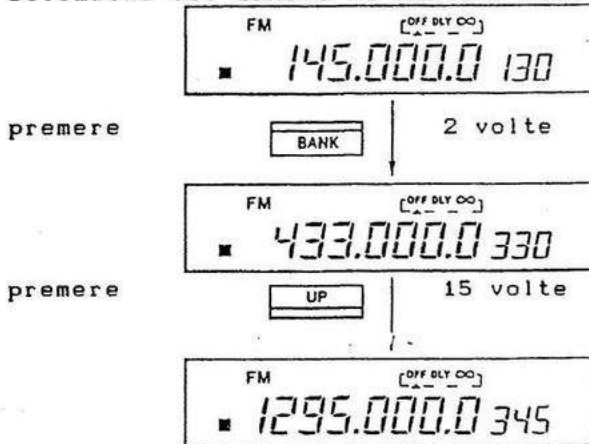 FM [OFF DLY ∞]
■ 145.000.0 130
premere BANK 2 volte
FM [OFF DLY ∞]
■ 433.000.0 330
premere UP 15 volte
FM [OFF DLY ∞]
■ 1295.000.0 345